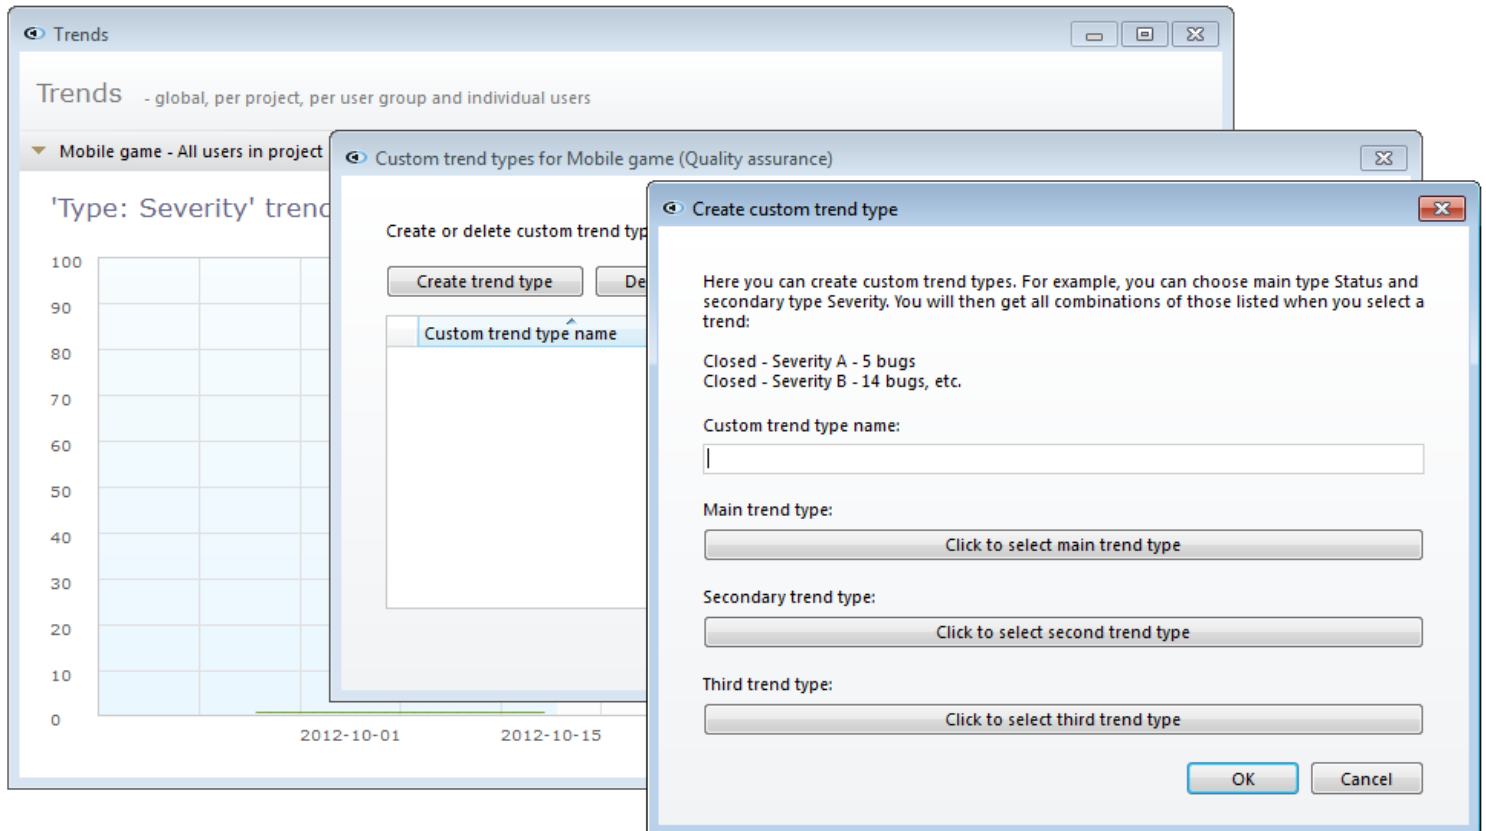 Trends
Trends - global, per project, per user group and individual users
Mobile game - All users in project
'Type: Severity' trend
100
90
80
70
60
50
40
30
20
10
0
2012-10-01 2012-10-15
Custom trend types for Mobile game (Quality assurance)
Create or delete custom trend
Create trend type
Custom trend type name
Create custom trend type
Here you can create custom trend types. For example, you can choose main type Status and
secondary type Severity. You will then get all combinations of those listed when you select a
trend:
Closed - Severity A - 5 bugs
Closed - Severity B - 14 bugs, etc.
Custom trend type name:
Main trend type:
Click to select main trend type
Secondary trend type:
Click to select second trend type
Third trend type:
Click to select third trend type
OK Cancel